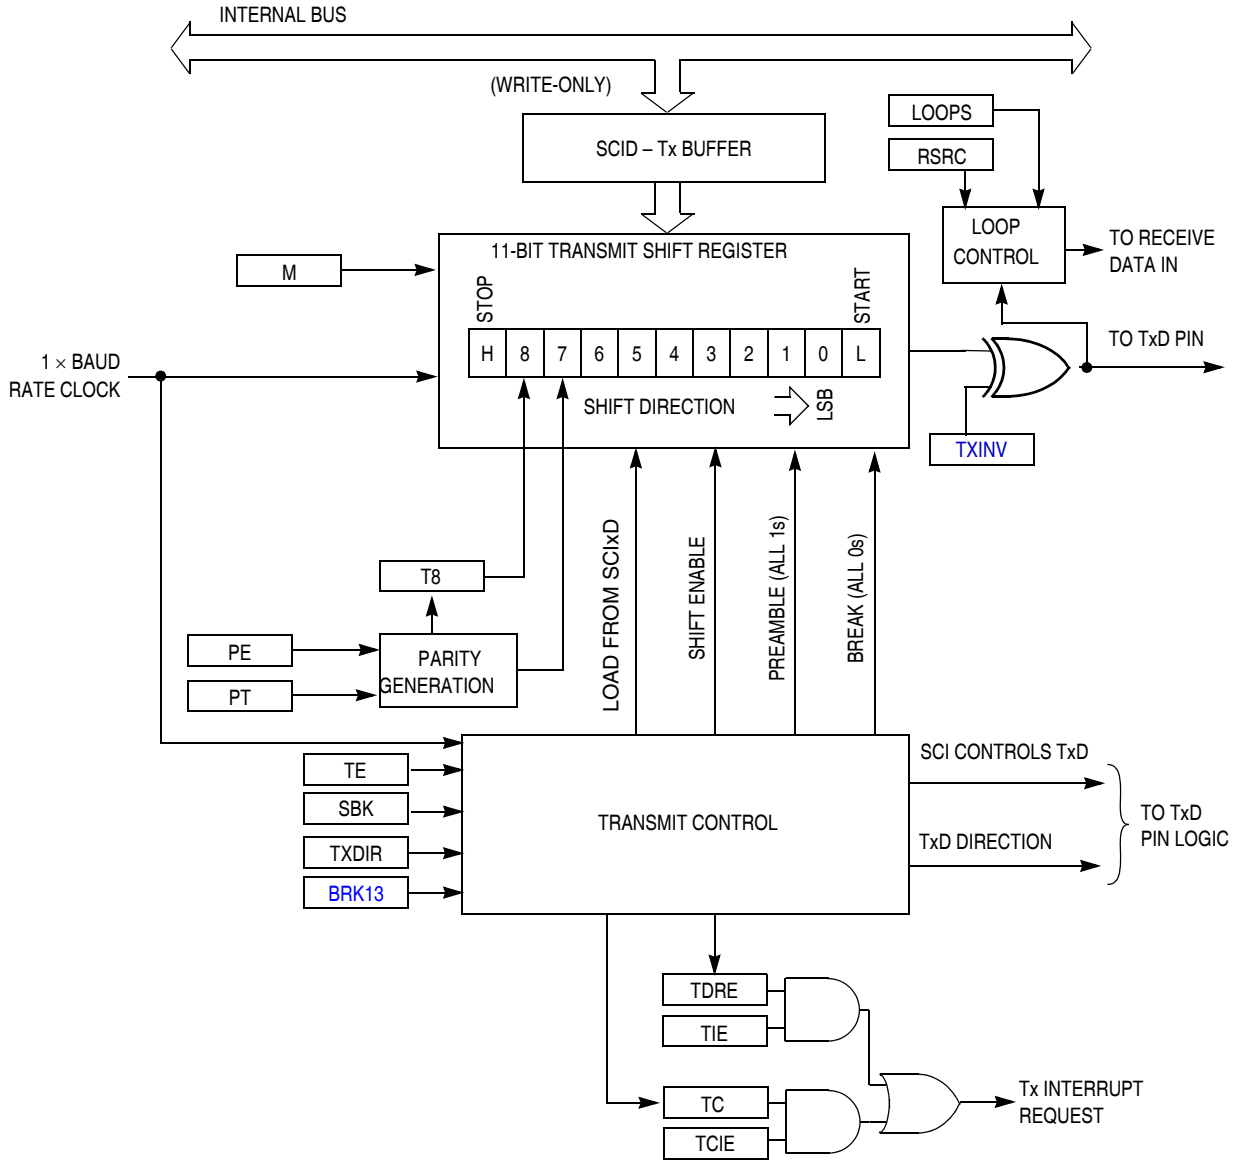 INTERNAL BUS
(WRITE-ONLY)
SCID – Tx BUFFER
LOOPS
RSRC
LOOP
CONTROL
TO RECEIVE
DATA IN
11-BIT TRANSMIT SHIFT REGISTER
M
STOP
START
H 8 7 6 5 4 3 2 1 0 L
1 × BAUD
RATE CLOCK
SHIFT DIRECTION
LSB
TO TxD PIN
TXINV
T8
PE
PT
PARITY
GENERATION
LOAD FROM SCIxD
SHIFT ENABLE
PREAMBLE (ALL 1s)
BREAK (ALL 0s)
TE
SBK
TXDIR
BRK13
TRANSMIT CONTROL
SCI CONTROLS TxD
TxD DIRECTION
TO TxD
PIN LOGIC
TDRE
TIE
TC
TCIE
Tx INTERRUPT
REQUEST